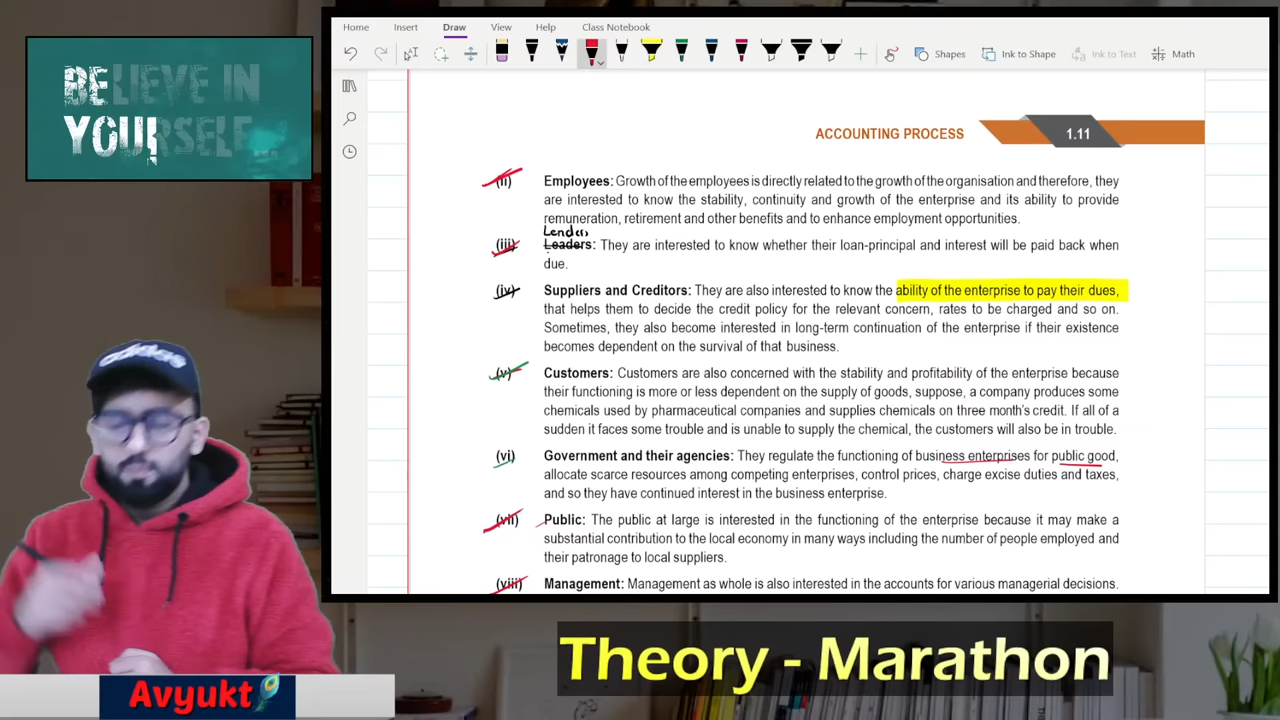 Home Insert Draw View Help Class Notebook
Shapes Ink to Shape Ink to Text Math
BELIEVE IN
YOURSELF...
ACCOUNTING PROCESS 1.11
(ii) Employees: Growth of the employees is directly related to the growth of the organisation and therefore, they
are interested to know the stability, continuity and growth of the enterprise and its ability to provide
remuneration, retirement and other benefits and to enhance employment opportunities.
Lenders
(iii) Leaders: They are interested to know whether their loan-principal and interest will be paid back when
due.
(iv) Suppliers and Creditors: They are also interested to know the ability of the enterprise to pay their dues,
that helps them to decide the credit policy for the relevant concern, rates to be charged and so on.
Sometimes, they also become interested in long-term continuation of the enterprise if their existence
becomes dependent on the survival of that business.
(v) Customers: Customers are also concerned with the stability and profitability of the enterprise because
their functioning is more or less dependent on the supply of goods, suppose, a company produces some
chemicals used by pharmaceutical companies and supplies chemicals on three month's credit. If all of a
sudden it faces some trouble and is unable to supply the chemical, the customers will also be in trouble.
(vi) Government and their agencies: They regulate the functioning of business enterprises for public good,
allocate scarce resources among competing enterprises, control prices, charge excise duties and taxes,
and so they have continued interest in the business enterprise.
(vii) Public: The public at large is interested in the functioning of the enterprise because it may make a
substantial contribution to the local economy in many ways including the number of people employed and
their patronage to local suppliers.
(viii) Management: Management as whole is also interested in the accounts for various managerial decisions.
Theory - Marathon
Avyukt